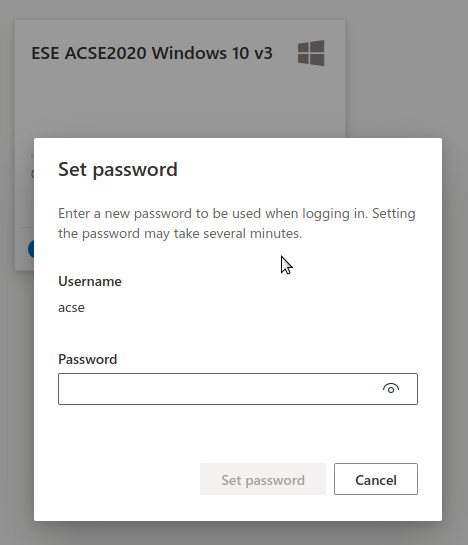 ESE ACSE2020 Windows 10 v3
Set password
Enter a new password to be used when logging in. Setting
the password may take several minutes.
Username
acse
Password
Set password
Cancel